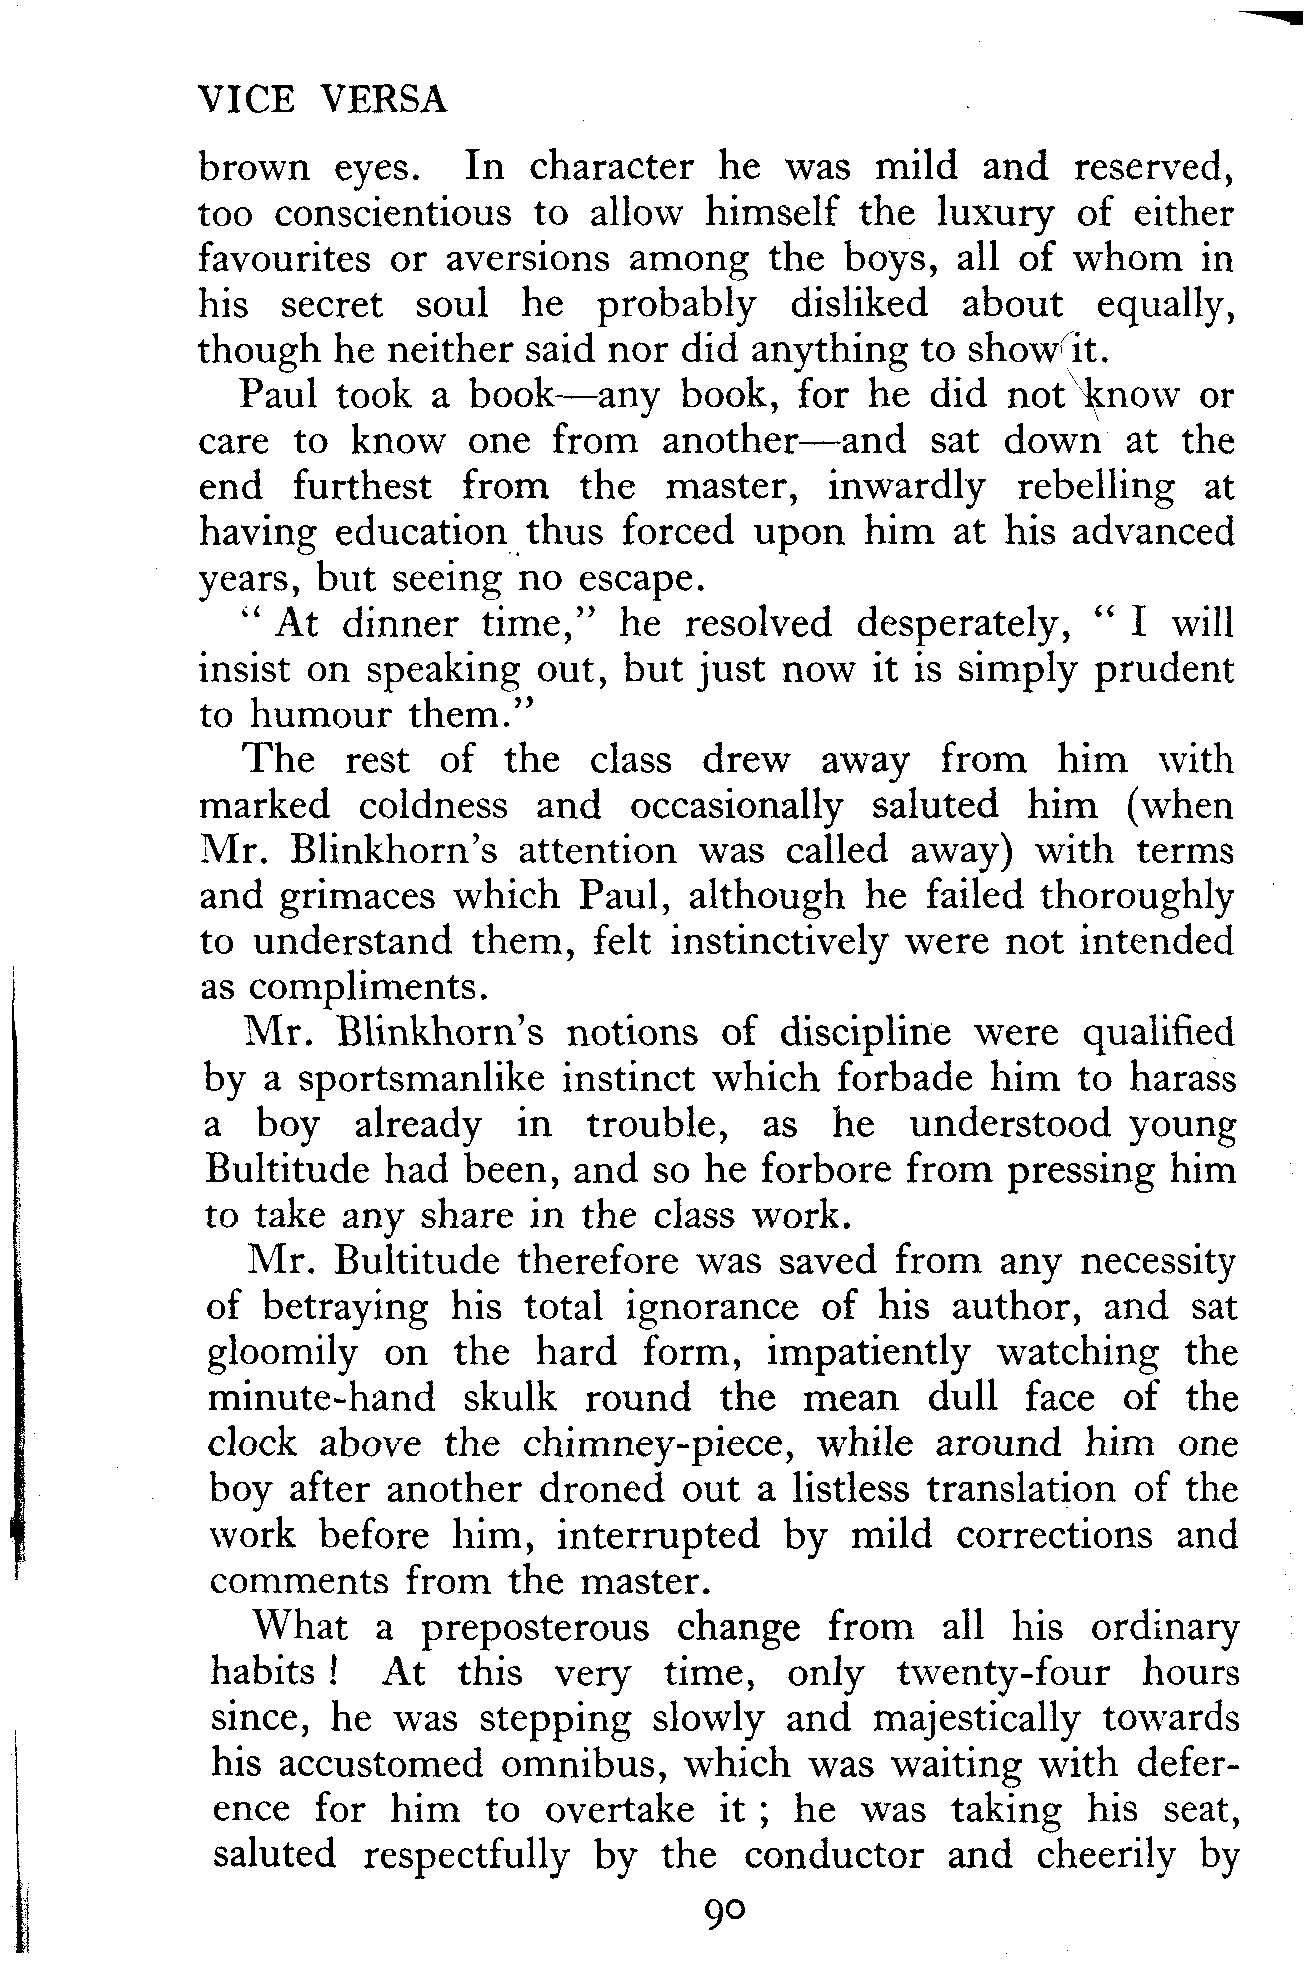 VICE VERSA
brown eyes. In character he was mild and reserved,
too conscientious to allow himself the luxury of either
favourites or aversions among the boys, all of whom in
his secret soul he probably disliked about equally,
though he neither said nor did anything to show it.
Paul took a book—any book, for he did not know or
care to know one from another—and sat down at the
end furthest from the master, inwardly rebelling at
having education thus forced upon him at his advanced
years, but seeing no escape.
“ At dinner time,” he resolved desperately, “ I will
insist on speaking out, but just now it is simply prudent
to humour them.”
The rest of the class drew away from him with
marked coldness and occasionally saluted him (when
Mr. Blinkhorn’s attention was called away) with terms
and grimaces which Paul, although he failed thoroughly
to understand them, felt instinctively were not intended
as compliments.
Mr. Blinkhorn’s notions of discipline were qualified
by a sportsmanlike instinct which forbade him to harass
a boy already in trouble, as he understood young
Bultitude had been, and so he forbore from pressing him
to take any share in the class work.
Mr. Bultitude therefore was saved from any necessity
of betraying his total ignorance of his author, and sat
gloomily on the hard form, impatiently watching the
minute-hand skulk round the mean dull face of the
clock above the chimney-piece, while around him one
boy after another droned out a listless translation of the
work before him, interrupted by mild corrections and
comments from the master.
What a preposterous change from all his ordinary
habits ! At this very time, only twenty-four hours
since, he was stepping slowly and majestically towards
his accustomed omnibus, which was waiting with defer-
ence for him to overtake it ; he was taking his seat,
saluted respectfully by the conductor and cheerily by
90